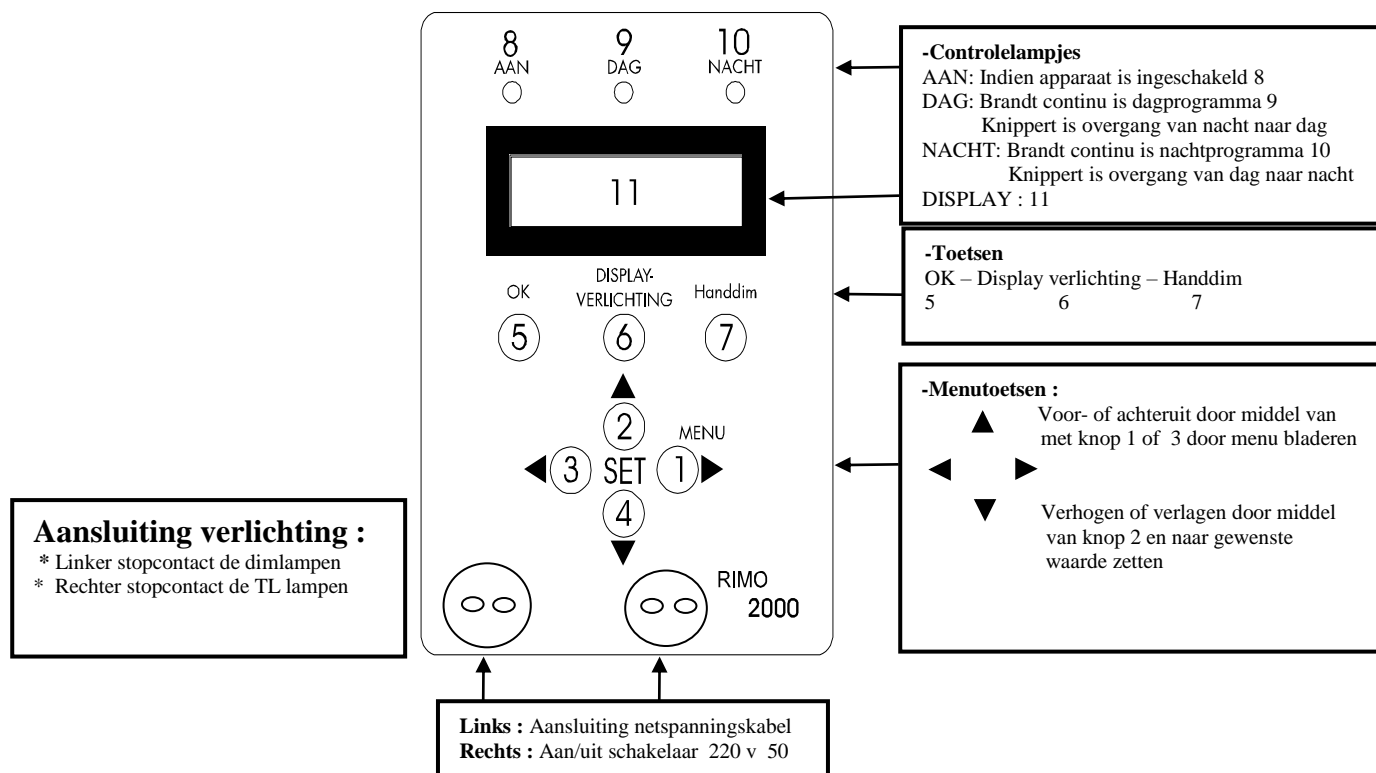 8 9 10
AAN DAG NACHT
11
OK DISPLAY-VERLICHTING Handdim
5 6 7
2 MENU
3 SET 1
4
RIMO
2000
-Controlelampjes
AAN: Indien apparaat is ingeschakeld 8
DAG: Brandt continu is dagprogramma 9
Knippert is overgang van nacht naar dag
NACHT: Brandt continu is nachtprogramma 10
Knippert is overgang van dag naar nacht
DISPLAY : 11
-Toetsen
OK – Display verlichting – Handdim
5 6 7
-Menutoetsen :
Voor- of achteruit door middel van
met knop 1 of 3 door menu bladeren
Verhogen of verlagen door middel
van knop 2 en naar gewenste
waarde zetten
Aansluiting verlichting :
* Linker stopcontact de dimlampen
* Rechter stopcontact de TL lampen
Links : Aansluiting netspanningskabel
Rechts : Aan/uit schakelaar 220 v 50